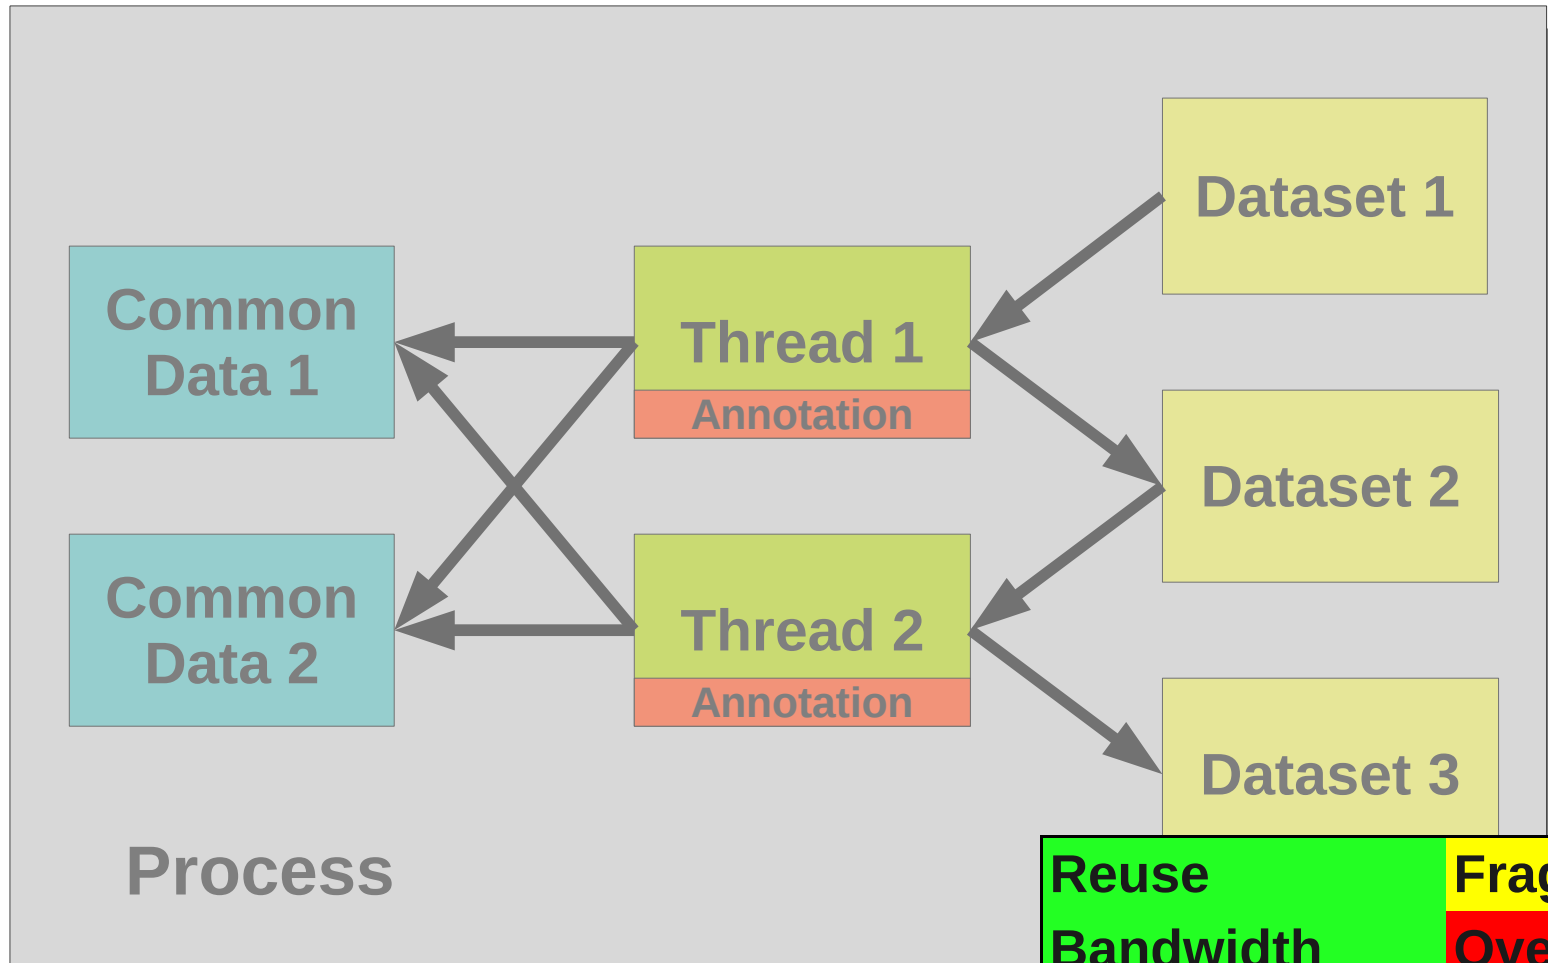 Dataset 1
Common
Data 1
Thread 1
Annotation
Dataset 2
Common
Data 2
Thread 2
Annotation
Dataset 3
Process
Reuse
Bandwidth